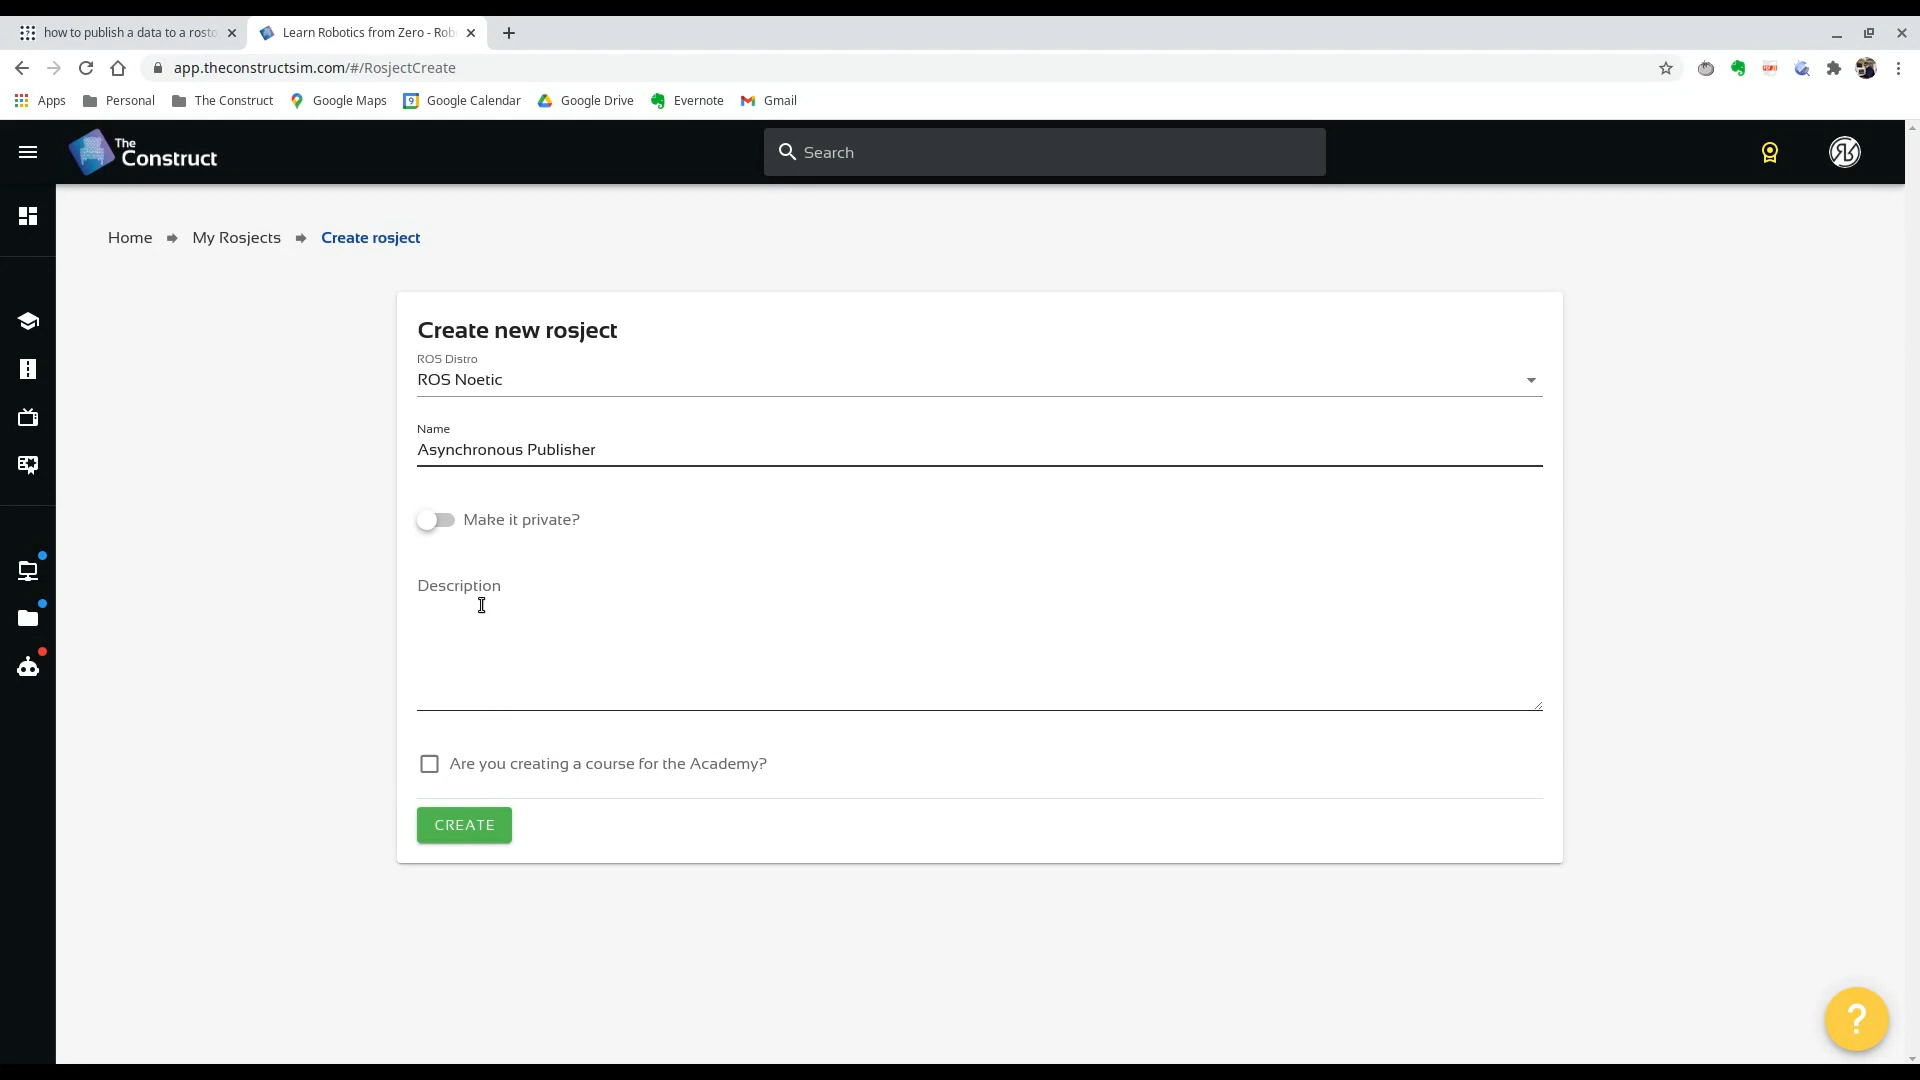 how to publish a data to a rosto
Learn Robotics from Zero - Rob
app.theconstructsim.com/#/RosjectCreate
Apps Personal The Construct Google Maps Google Calendar Google Drive Evernote Gmail
The
Construct
Search
Home My Rosjects Create rosject
Create new rosject
ROS Distro
ROS Noetic
Name
Asynchronous Publisher
Make it private?
Description
Are you creating a course for the Academy?
CREATE
?